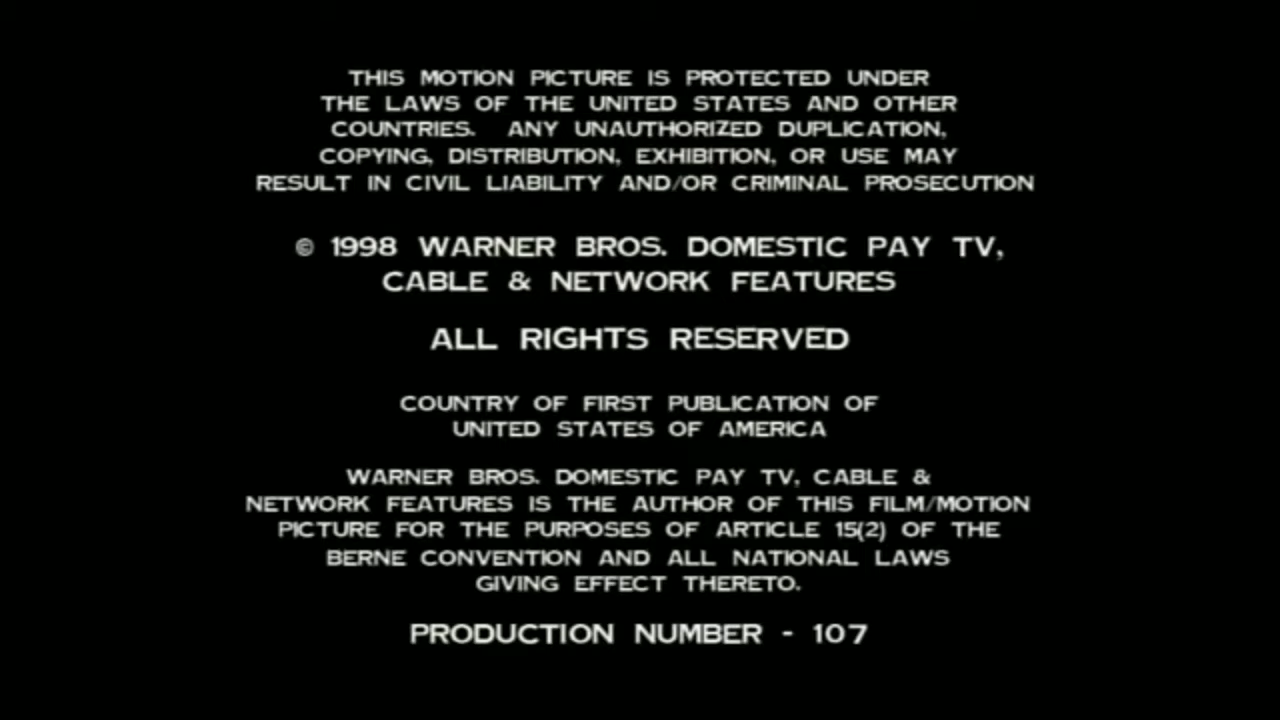 THIS MOTION PICTURE IS PROTECTED UNDER
THE LAWS OF THE UNITED STATES AND OTHER
COUNTRIES. ANY UNAUTHORIZED DUPLICATION,
COPYING, DISTRIBUTION, EXHIBITION, OR USE MAY
RESULT IN CIVIL LIABILITY AND/OR CRIMINAL PROSECUTION
© 1998 WARNER BROS. DOMESTIC PAY TV,
CABLE & NETWORK FEATURES
ALL RIGHTS RESERVED
COUNTRY OF FIRST PUBLICATION OF
UNITED STATES OF AMERICA
WARNER BROS. DOMESTIC PAY TV, CABLE &
NETWORK FEATURES IS THE AUTHOR OF THIS FILM/MOTION
PICTURE FOR THE PURPOSES OF ARTICLE 15(2) OF THE
BERNE CONVENTION AND ALL NATIONAL LAWS
GIVING EFFECT THERETO.
PRODUCTION NUMBER - 107